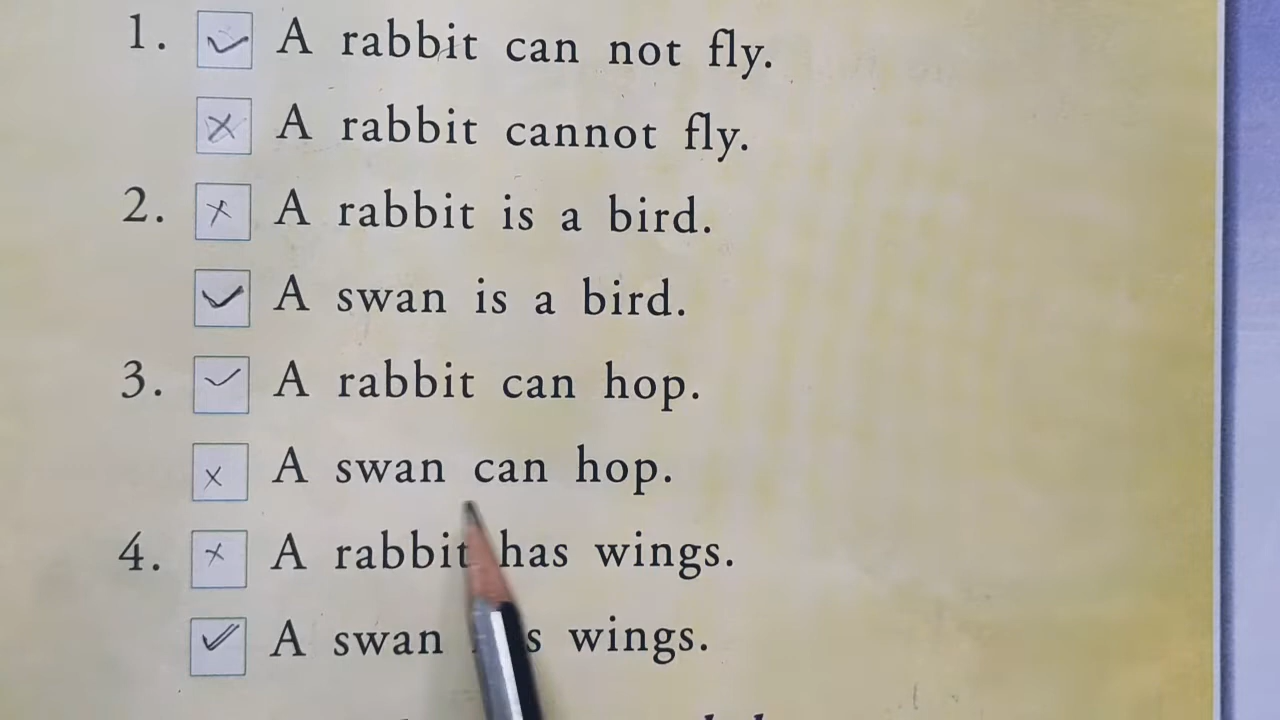 1. ✓ A rabbit can not fly.
✗ A rabbit cannot fly.
2. ✗ A rabbit is a bird.
✓ A swan is a bird.
3. ✓ A rabbit can hop.
✗ A swan can hop.
4. ✗ A rabbit has wings.
✓ A swan wings.